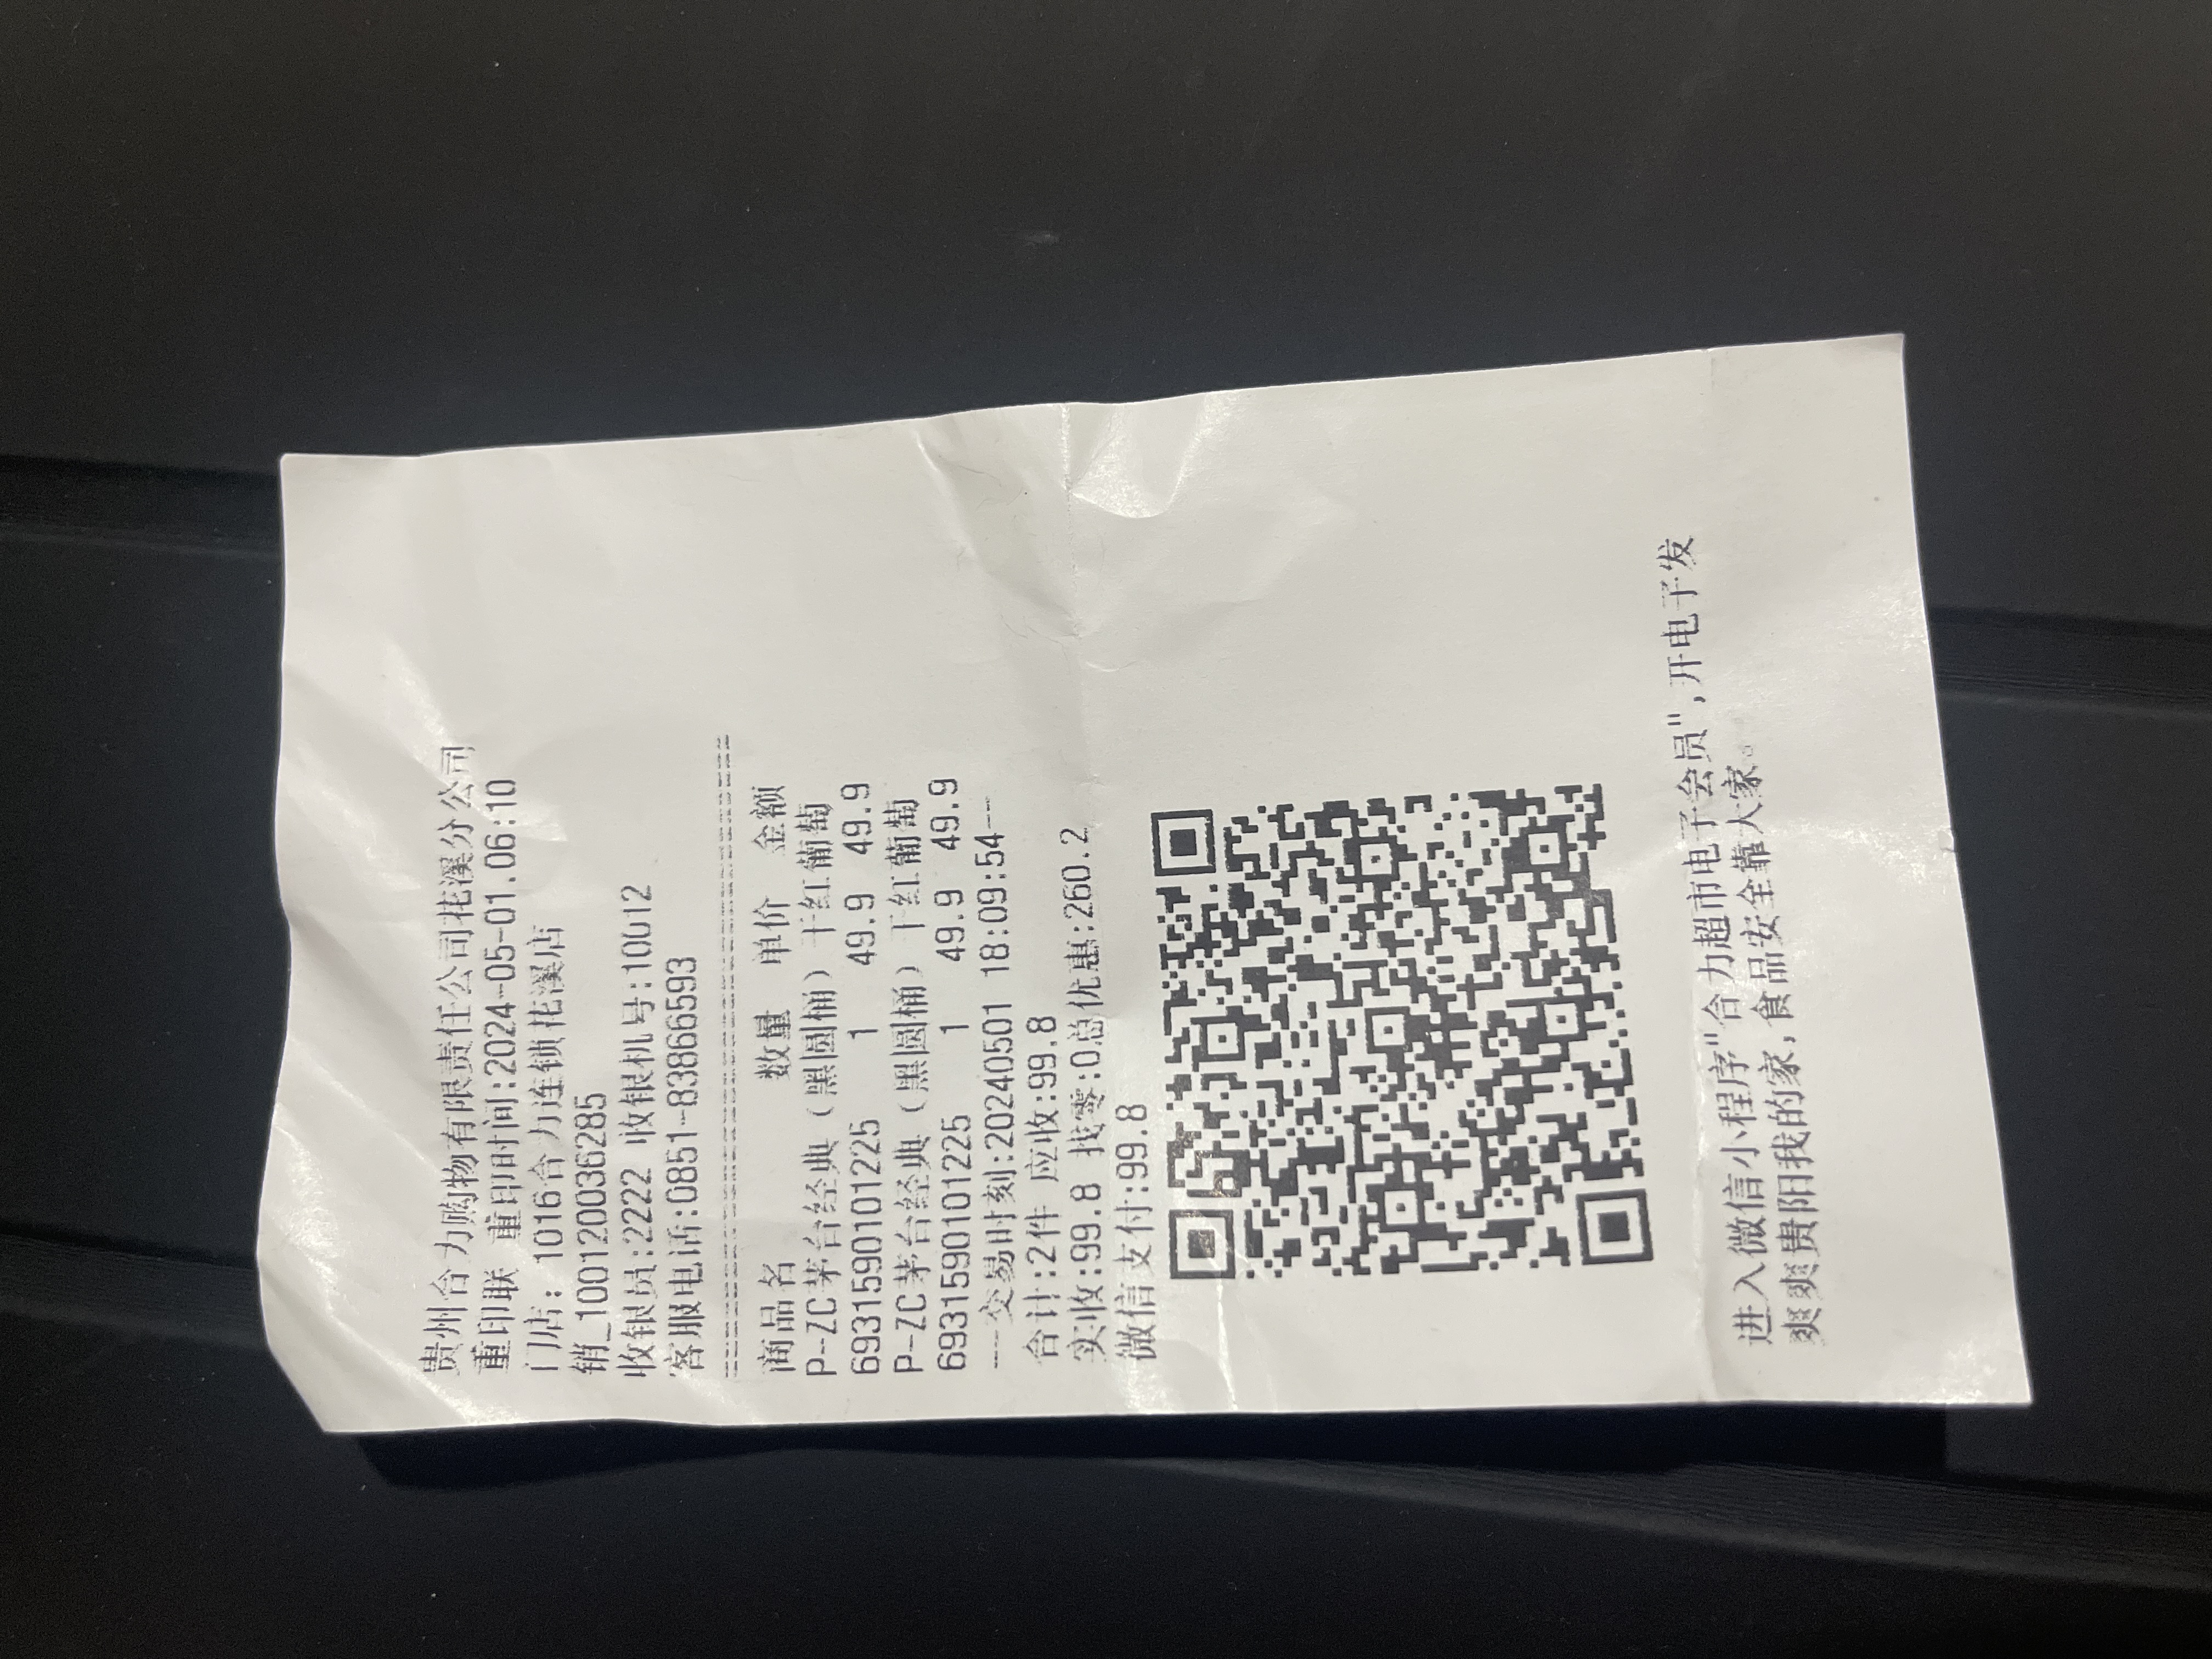 贵州合力购物有限责任公司花溪分公司
重印联 重印时间:2024-05-01.06:10
门店: 1016合力连锁花溪店
销_1001200036285
收银员:2222 收银机号:10012
客服电话:0851-83866593
商品名 数量 单价 金额
P-ZC茅台经典（黑圆桶）干红葡萄
6931590101225 1 49.9 49.9
P-ZC茅台经典（黑圆桶）干红葡萄
6931590101225 1 49.9 49.9
---交易时刻:20240501 18:09:54---
合计:2件 应收:99.8
实收:99.8 找零:0总优惠:260.2
微信支付:99.8
进入微信小程序"合力超市电子会员",开电子发
爽爽贵阳我的家,食品安全靠大家。